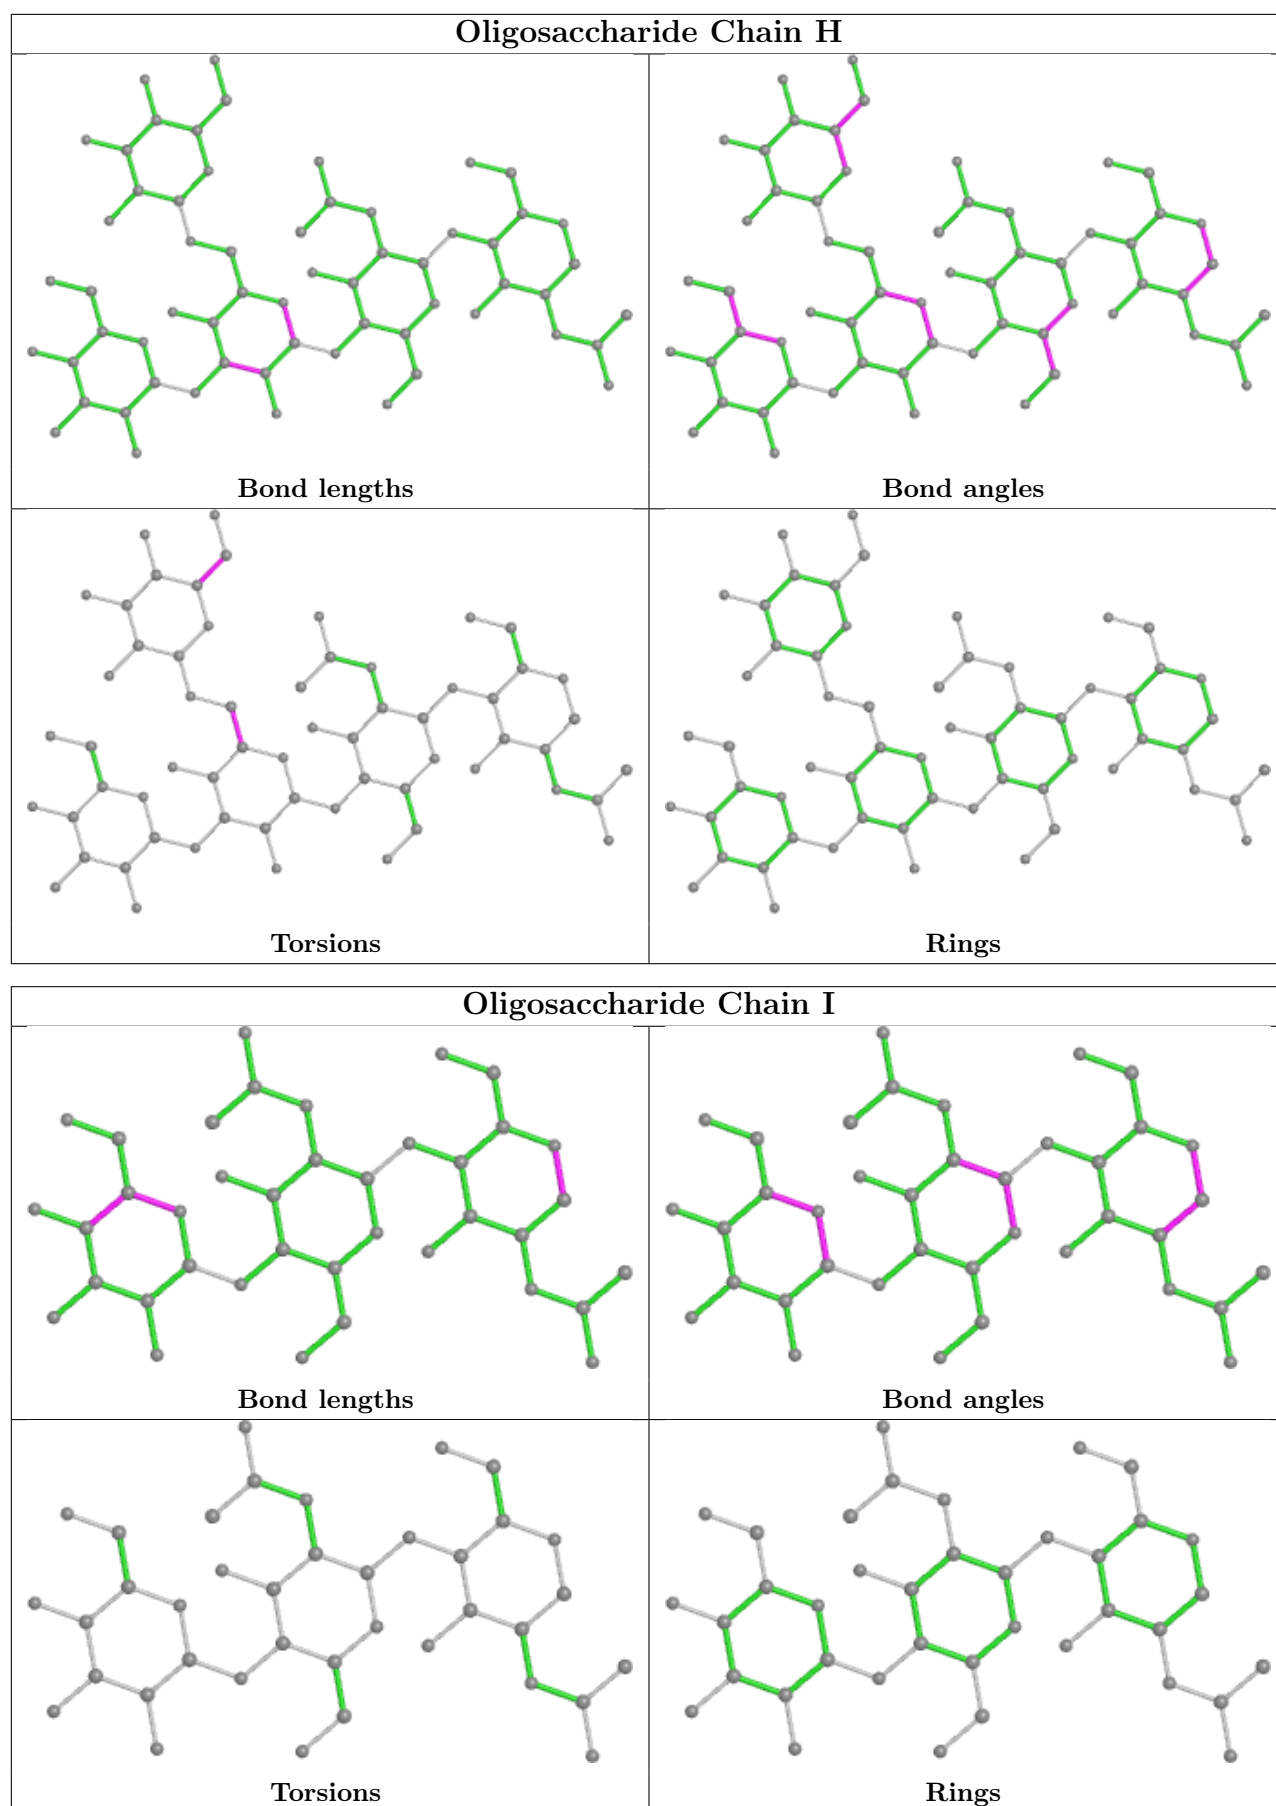 Oligosaccharide Chain H
Bond lengths
Bond angles
Torsions
Rings
Oligosaccharide Chain I
Bond lengths
Bond angles
Torsions
Rings